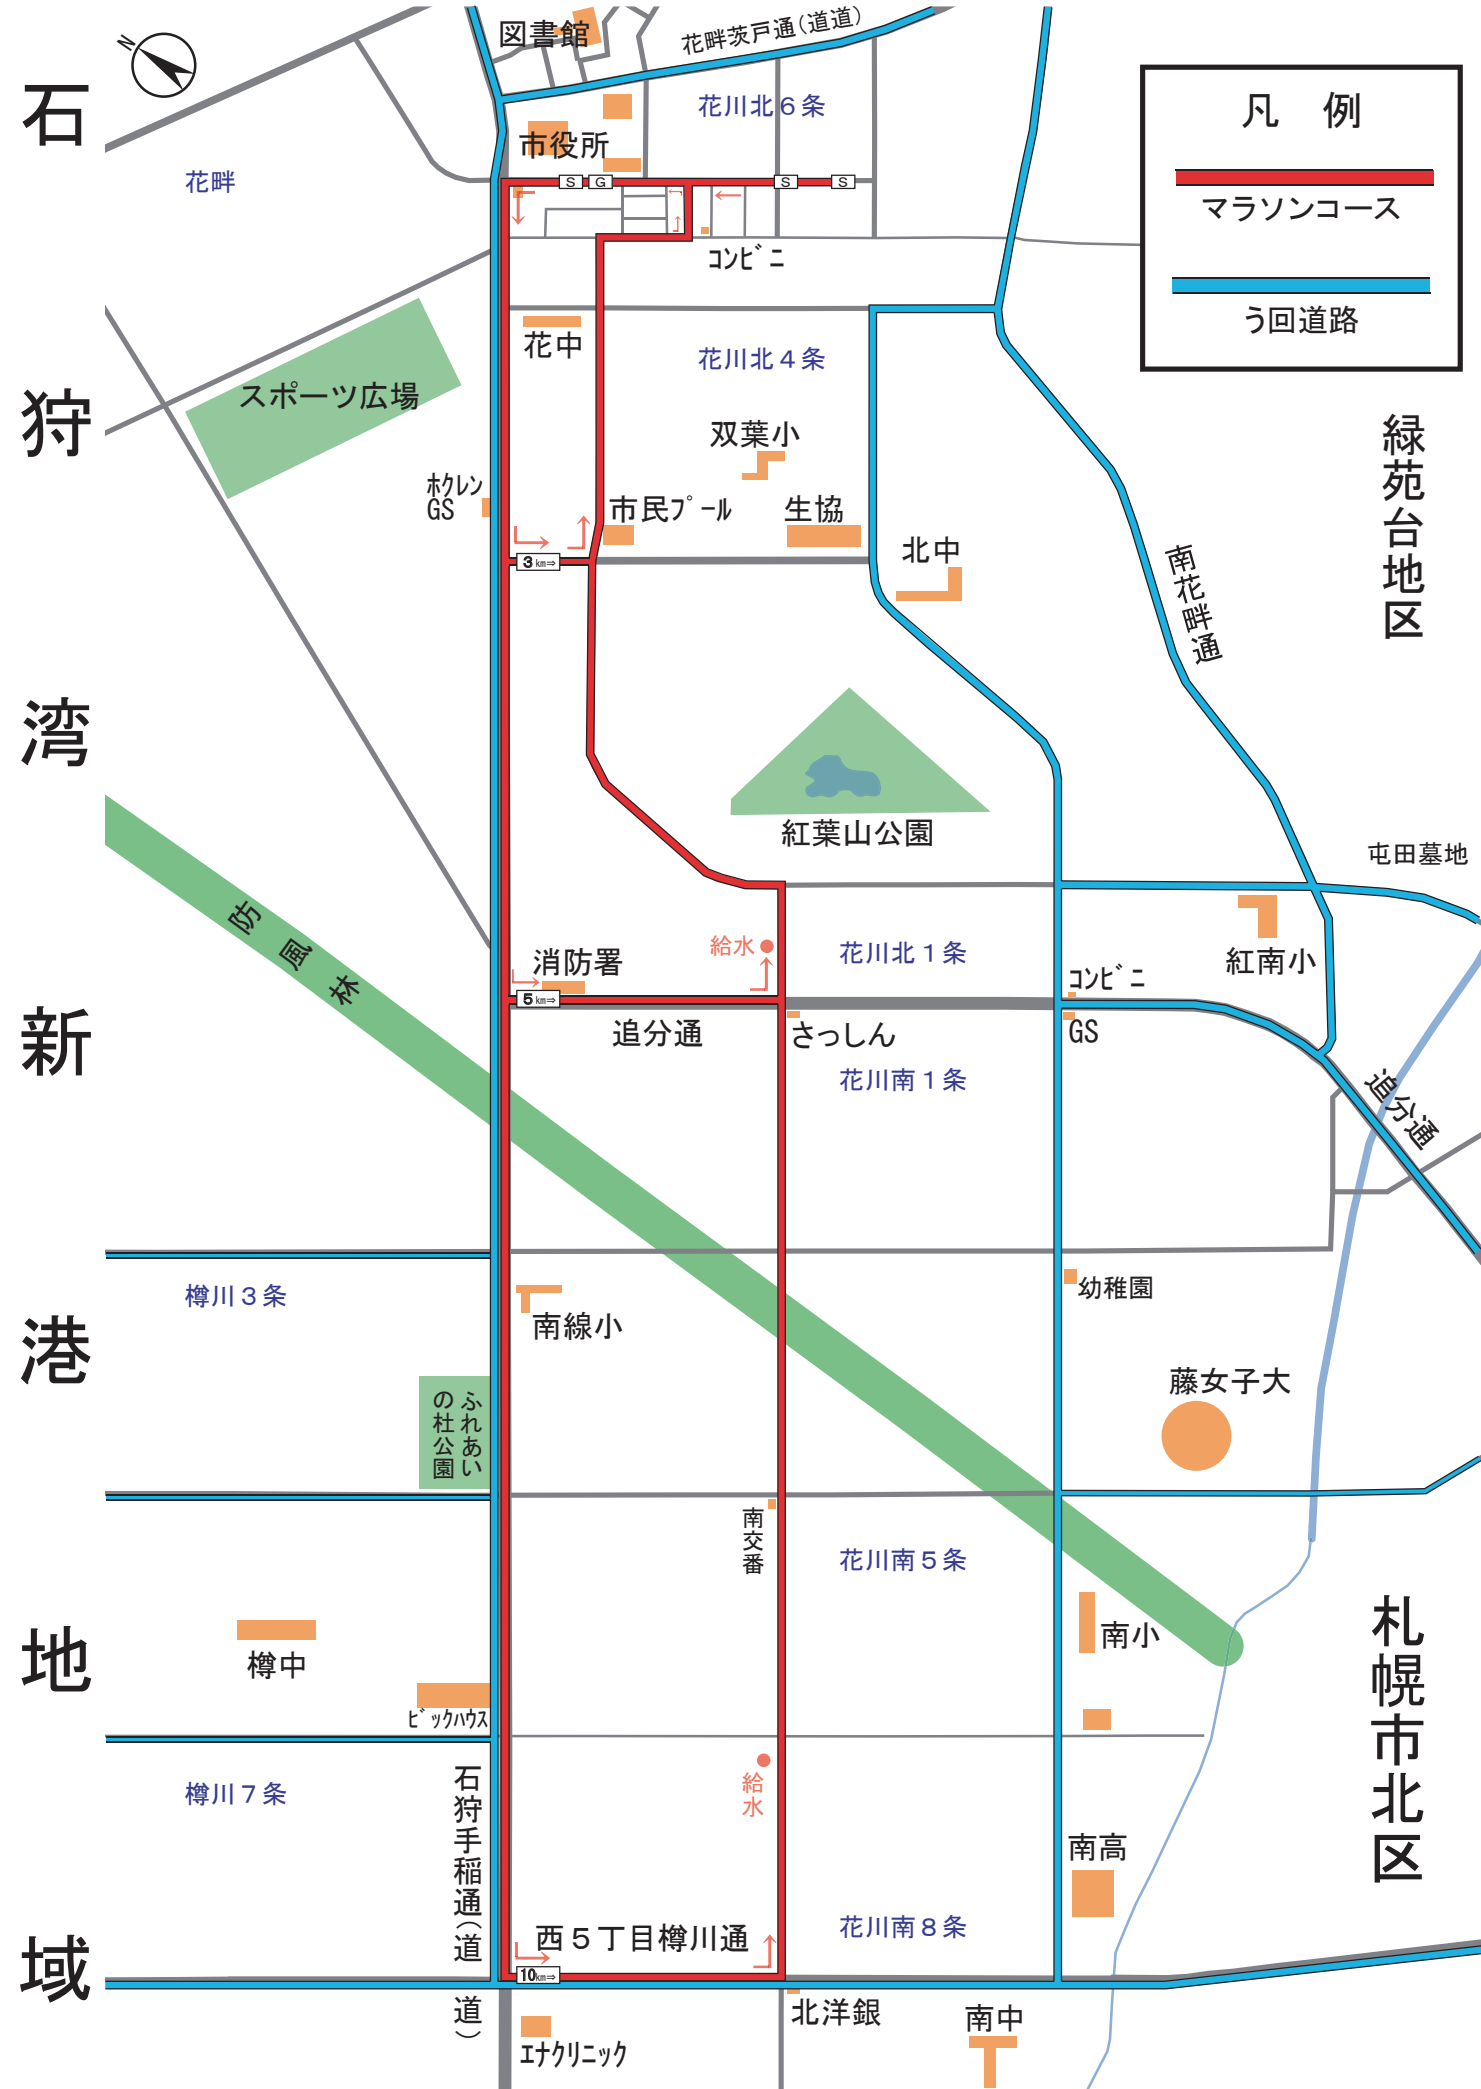 石狩湾新港地域
N
図書館
花畔茨戸通(道道)
市役所
花川北6条
花畔
凡 例
マラソンコース
う回道路
S
G
S
S
コンビニ
花中
花川北4条
スポーツ広場
双葉小
ホクレン
GS
市民プール
生協
3km⇒
北中
南花畔通
緑苑台地区
紅葉山公園
屯田墓地
防風林
消防署
給水
花川北1条
コンビニ
紅南小
5km⇒
追分通
さっしん
GS
花川南1条
追分通
樽川3条
南線小
幼稚園
ふれあい
の杜公園
藤女子大
南交番
花川南5条
樽中
南小
ビックハウス
札幌市北区
給水
樽川7条
石狩手稲通(道道)
南高
西5丁目樽川通
花川南8条
10km⇒
北洋銀
南中
エナクリニック